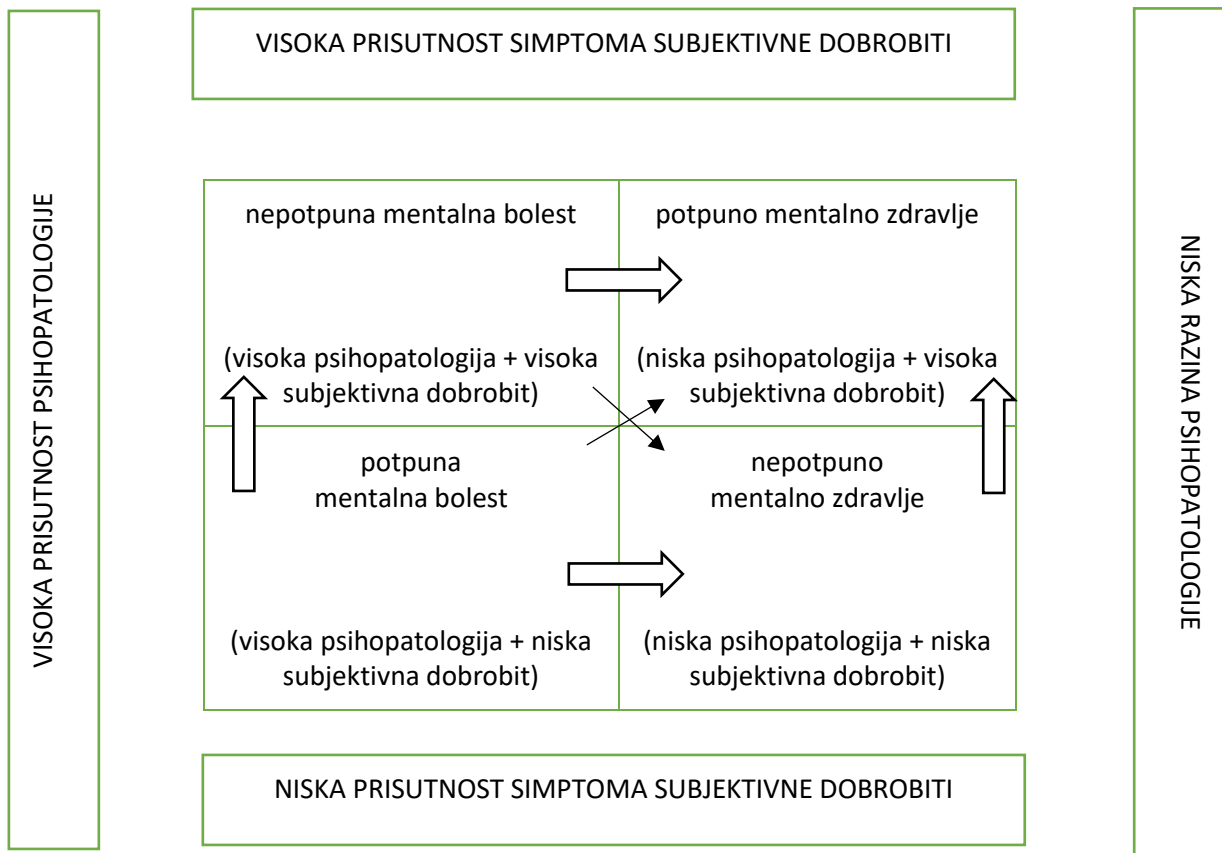 VISOKA PRISUTNOST SIMPTOMA SUBJEKTIVNE DOBROBITI
VISOKA PRISUTNOST PSIHOPATOLOGIJE
nepotpuna mentalna bolest
(visoka psihopatologija + visoka
subjektivna dobrobit)
potpuno mentalno zdravlje
(niska psihopatologija + visoka
subjektivna dobrobit)
potpuna
mentalna bolest
(visoka psihopatologija + niska
subjektivna dobrobit)
nepotpuno
mentalno zdravlje
(niska psihopatologija + niska
subjektivna dobrobit)
NISKA RAZINA PSIHOPATOLOGIJE
NISKA PRISUTNOST SIMPTOMA SUBJEKTIVNE DOBROBITI